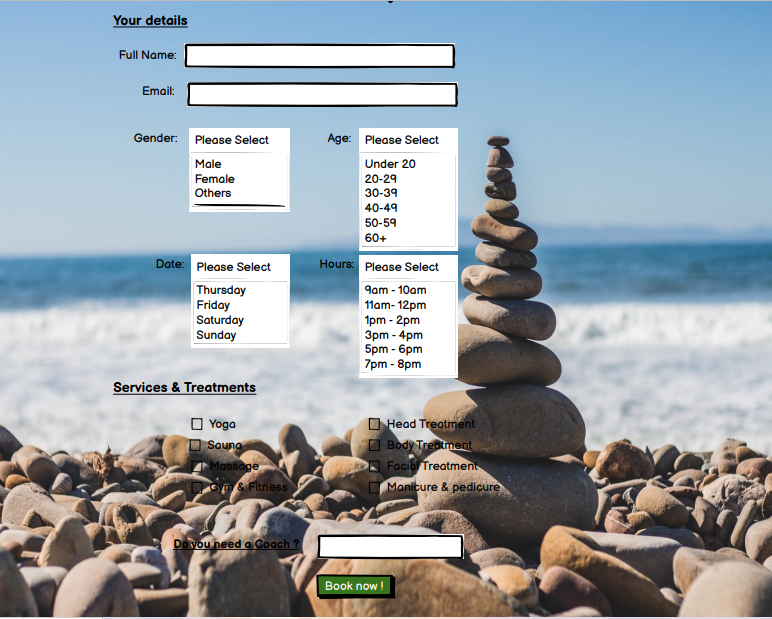 Your details
Full Name:
Email:
Gender: Please Select
Male
Female
Others
Age: Please Select
Under 20
20-29
30-39
40-49
50-59
60+
Date: Please Select
Thursday
Friday
Saturday
Sunday
Hours: Please Select
9am - 10am
11am- 12pm
1pm - 2pm
3pm - 4pm
5pm - 6pm
7pm - 8pm
Services & Treatments
Yoga
Sauna
Massage
Gym & Fitness
Head Treatment
Body Treatment
Facial Treatment
Manicure & pedicure
Do you need a Coach ?
Book now !